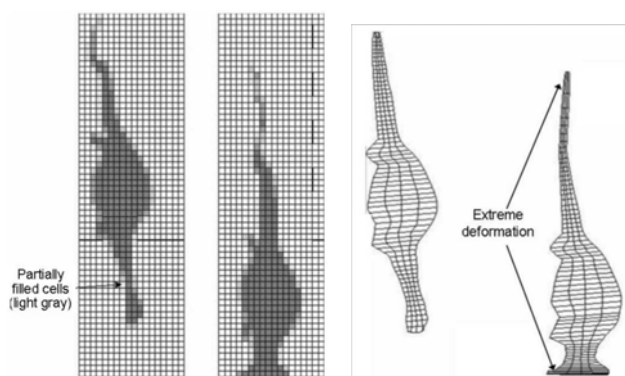 Partially
filled cells
(light gray)
Extreme
deformation